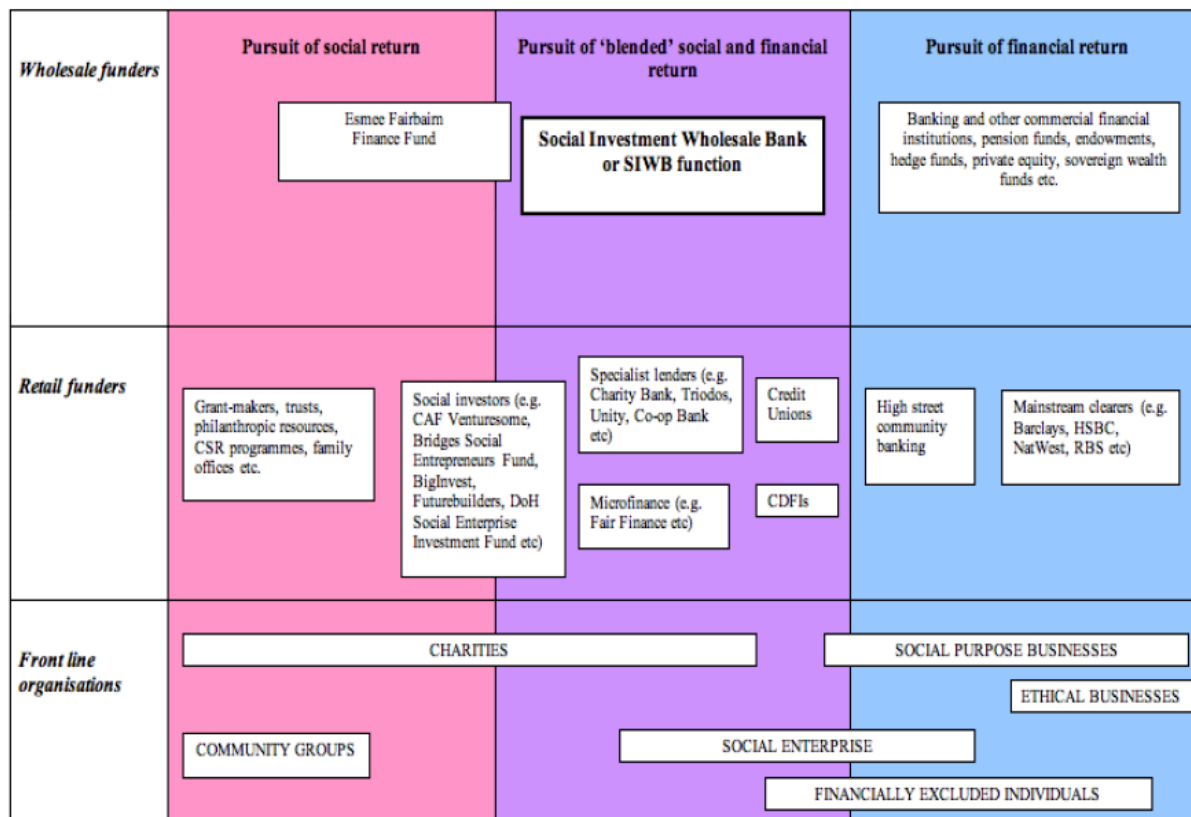 Wholesale funders
Pursuit of social return
Pursuit of 'blended' social and financial
return
Pursuit of financial return
Esmee Fairbairn
Finance Fund
Social Investment Wholesale Bank
or SIWB function
Banking and other commercial financial
institutions, pension funds, endowments,
hedge funds, private equity, sovereign wealth
funds etc.
Retail funders
Grant-makers, trusts,
philanthropic resources,
CSR programmes, family
offices etc.
Social investors (e.g.
CAF Venturesome,
Bridges Social
Entrepreneurs Fund,
BigInvest,
Futurebuilders, DoH
Social Enterprise
Investment Fund etc)
Specialist lenders (e.g.
Charity Bank, Triodos,
Unity, Co-op Bank
etc)
Credit
Unions
Microfinance (e.g.
Fair Finance etc)
CDFIs
High street
community
banking
Mainstream clearers (e.g.
Barclays, HSBC,
NatWest, RBS etc)
Front line
organisations
CHARITIES
SOCIAL PURPOSE BUSINESSES
ETHICAL BUSINESSES
COMMUNITY GROUPS
SOCIAL ENTERPRISE
FINANCIALLY EXCLUDED INDIVIDUALS